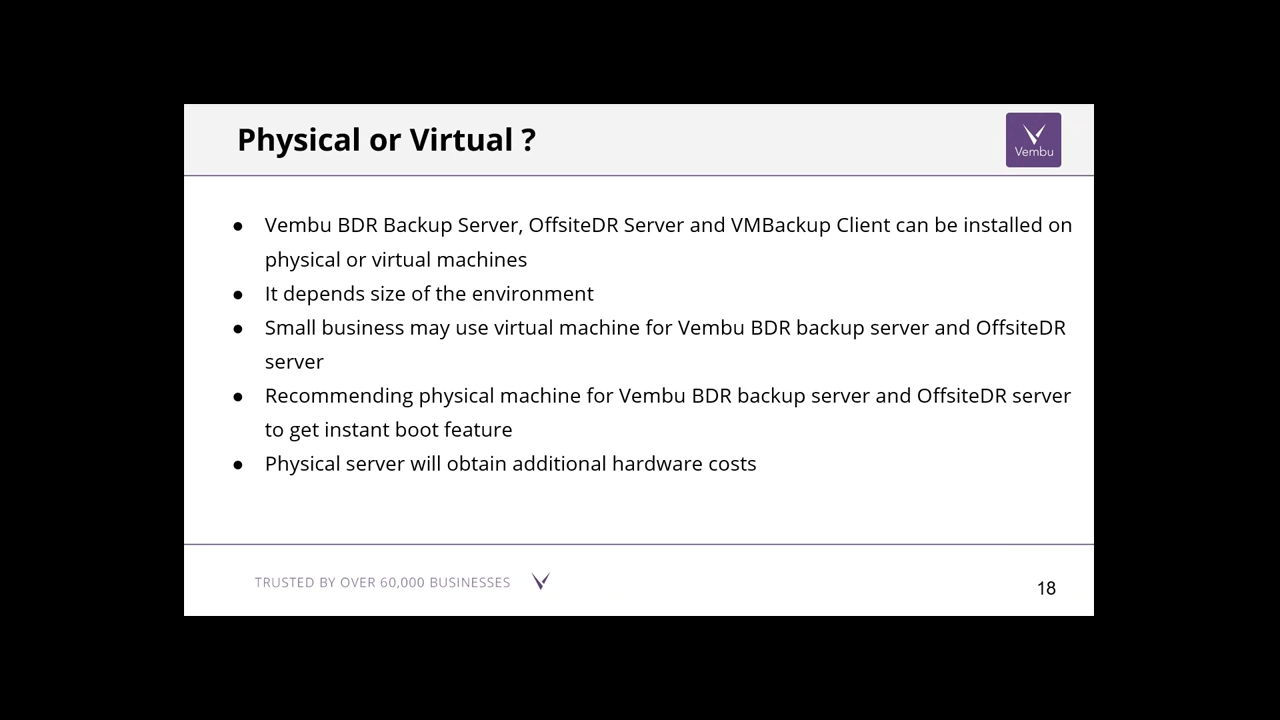 Physical or Virtual ?
Vembu
● Vembu BDR Backup Server, OffsiteDR Server and VMBackup Client can be installed on
physical or virtual machines
● It depends size of the environment
● Small business may use virtual machine for Vembu BDR backup server and OffsiteDR
server
● Recommending physical machine for Vembu BDR backup server and OffsiteDR server
to get instant boot feature
● Physical server will obtain additional hardware costs
TRUSTED BY OVER 60,000 BUSINESSES
18